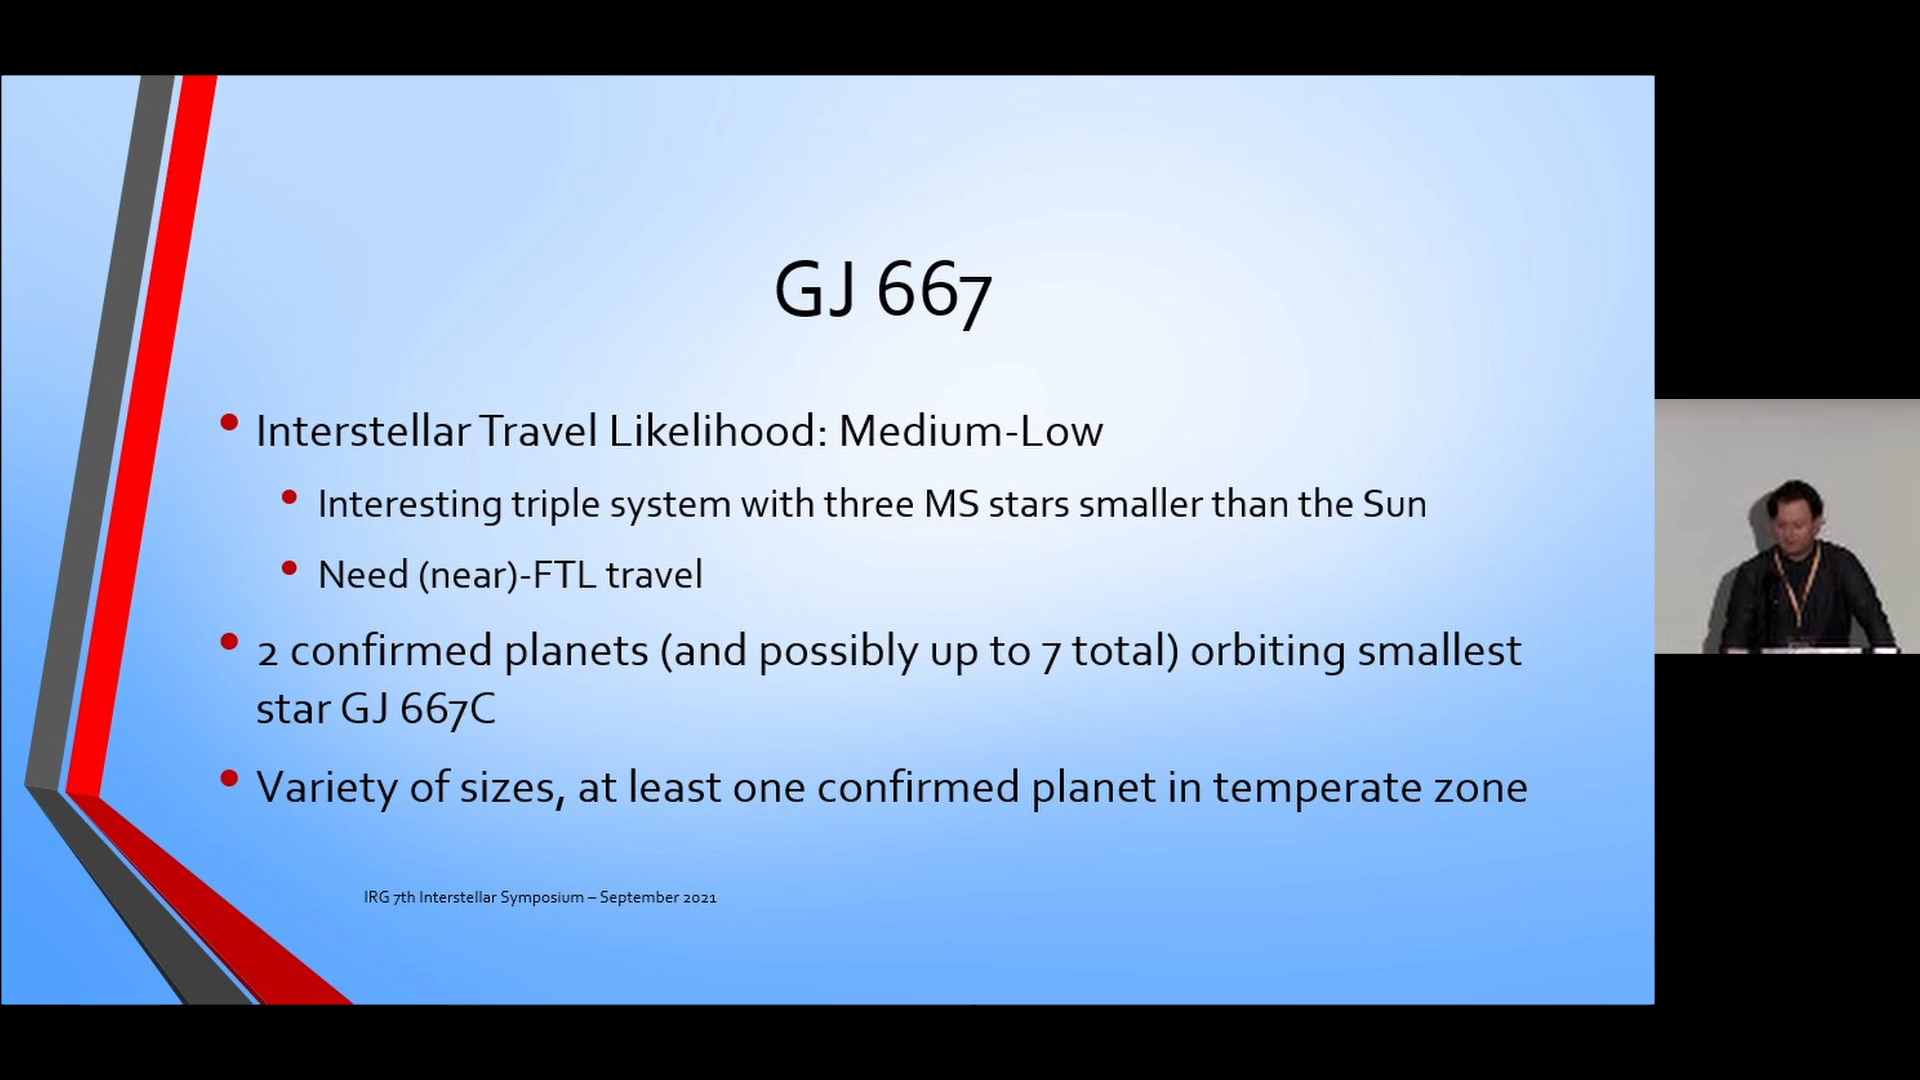 GJ 667
Interstellar Travel Likelihood: Medium-Low
Interesting triple system with three MS stars smaller than the Sun
Need (near)-FTL travel
2 confirmed planets (and possibly up to 7 total) orbiting smallest
star GJ 667C
Variety of sizes, at least one confirmed planet in temperate zone
IRG 7th Interstellar Symposium – September 2021